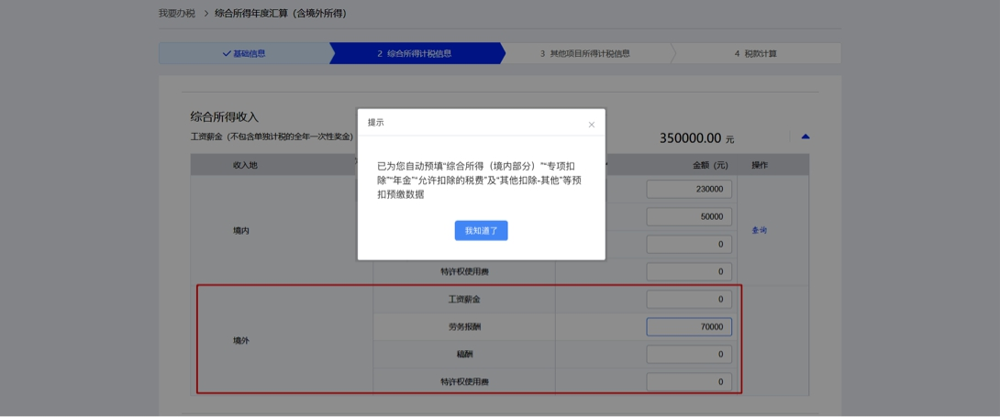 我要办税 > 综合所得年度汇算（含境外所得）
✓ 基础信息
2 综合所得计税信息
3 其他项目所得计税信息
4 税款计算
综合所得收入
工资薪金（不包含单独计税的全年一次性奖金）
350000.00 元
提示
×
已为您自动预填“综合所得（境内部分）”“专项扣
除”“年金”“允许扣除的税费”及“其他扣除-其他”等预
扣预缴数据
我知道了
收入地
金额（元）
操作
境内
230000
50000
查询
0
特许权使用费
0
境外
工资薪金
0
劳务报酬
70000
稿酬
0
特许权使用费
0